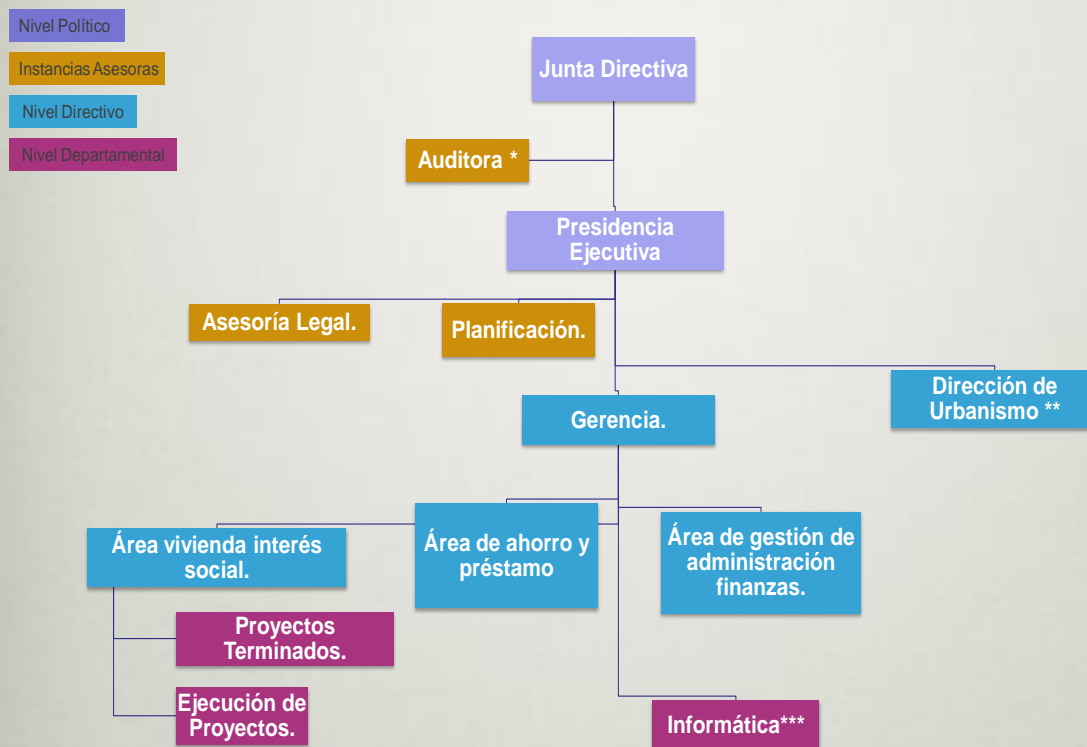 Nivel Político
Instancias Asesoras
Nivel Directivo
Nivel Departamental
Junta Directiva
Auditora *
Presidencia
Ejecutiva
Asesoría Legal.
Planificación.
Dirección de
Urbanismo **
Gerencia.
Área vivienda interés
social.
Área de ahorro y
préstamo
Área de gestión de
administración
finanzas.
Proyectos
Terminados.
Ejecución de
Proyectos.
Informática***